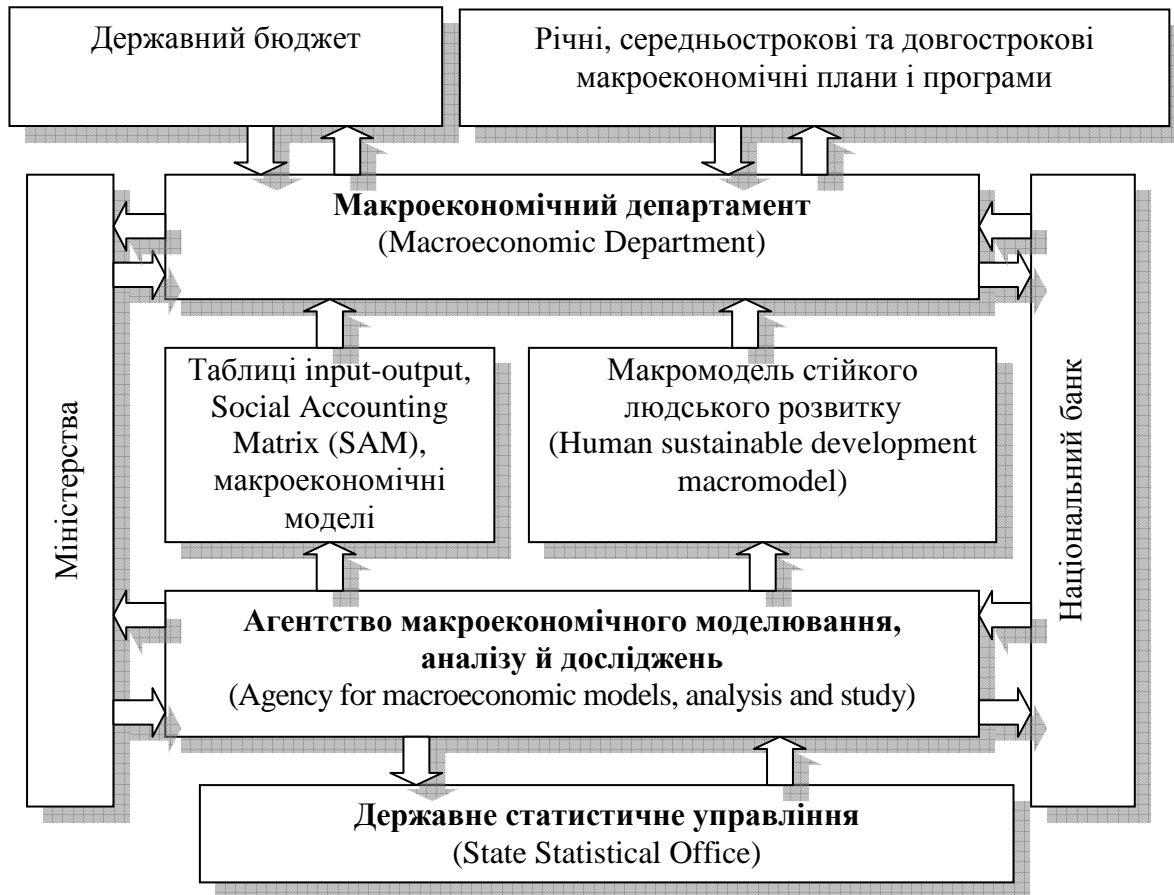 Державний бюджет
Річні, середньострокові та довгострокові
макроекономічні плани і програми
Міністерства
Макроекономічний департамент
(Macroeconomic Department)
Національний банк
Таблиці input-output,
Social Accounting
Matrix (SAM),
макроекономічні
моделі
Макромодель стійкого
людського розвитку
(Human sustainable development
macromodel)
Агентство макроекономічного моделювання,
аналізу й досліджень
(Agency for macroeconomic models, analysis and study)
Державне статистичне управління
(State Statistical Office)